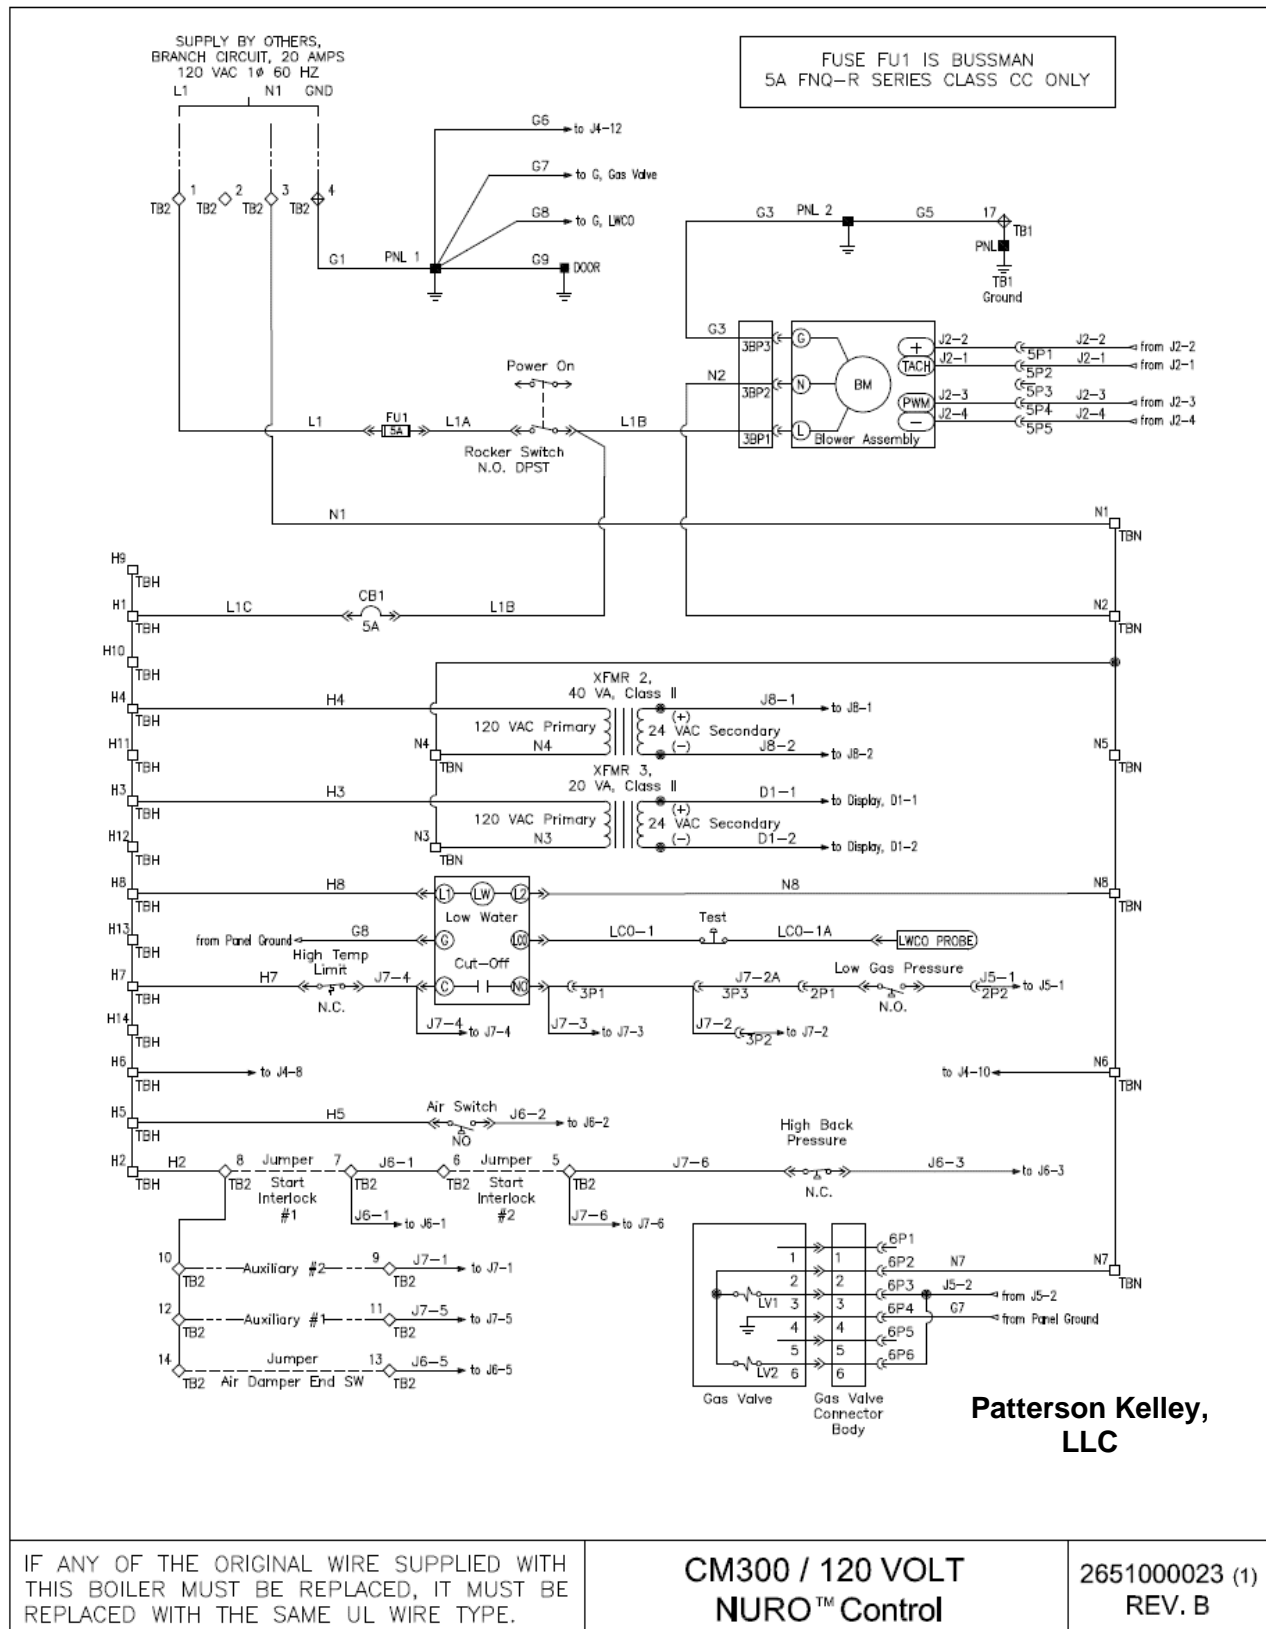 SUPPLY BY OTHERS,
BRANCH CIRCUIT, 20 AMPS
120 VAC 1ø 60 HZ
L1 N1 GND
FUSE FU1 IS BUSSMAN
5A FNQ-R SERIES CLASS CC ONLY
G6 to J4-12
G7 to G, Gas Valve
G8 to G, LWCO
1 TB2
2 TB2
3 TB2
4 TB2
G1 PNL 1 G9 DOOR
G3 PNL 2 G5 17 TB1
PNL
TB1
Ground
G3 3BP3 G
N2 3BP2 N
L1B 3BP1 L
BM
Blower Assembly
+ J2-2 J2-2 from J2-2
5P1
TACH J2-1 J2-1 from J2-1
5P2
5P3
PWM J2-3 J2-3 from J2-3
5P4
− J2-4 J2-4 from J2-4
5P5
Power On
L1 FU1 5A L1A
Rocker Switch
N.O. DPST
N1 N1 TBN
H9 TBH
H1 TBH L1C CB1 5A L1B N2 TBN
H10 TBH
XFMR 2,
40 VA, Class II
H4 TBH H4 J8-1 to J8-1
120 VAC Primary (+) 24 VAC Secondary (-)
H11 TBH N4 TBN N4 J8-2 to J8-2 N5 TBN
XFMR 3,
20 VA, Class II
H3 TBH H3 D1-1 to Display, D1-1
120 VAC Primary (+) 24 VAC Secondary (-)
H12 TBH N3 TBN N3 D1-2 to Display, D1-2
H8 TBH H8 L1 LW L2 N8 N8 TBN
Low Water
H13 TBH from Panel Ground G8 G LCO LCO-1 Test LCO-1A LWCO PROBE
Cut-Off
High Temp
Limit
H7 TBH H7 N.C. J7-4 C NO 3P1 3P3 J7-2A 2P1
Low Gas Pressure
N.O. J5-1 2P2 to J5-1
H14 TBH J7-4 to J7-4 J7-3 to J7-3 J7-2 3P2 to J7-2
H6 TBH to J4-8 to J4-10 N6 TBN
H5 TBH H5 Air Switch NO J6-2 to J6-2
High Back
Pressure
H2 TBH H2 8 TB2 Jumper 7 J6-1 6 TB2 Jumper 5 TB2 J7-6 N.C. J6-3 to J6-3
Start
Interlock
#1
J6-1 to J6-1
Start
Interlock
#2
J7-6 to J7-6
10 TB2 Auxiliary #2 9 TB2 J7-1 to J7-1
12 TB2 Auxiliary #1 11 TB2 J7-5 to J7-5
14 TB2 Jumper 13 TB2 J6-5 to J6-5
Air Damper End SW
1 1 6P1
2 2 6P2 N7 N7 TBN
LV1 3 3 6P3 J5-2 from J5-2
4 4 6P4 G7 from Panel Ground
5 5 6P5
LV2 6 6 6P6
Gas Valve
Gas Valve
Connector
Body
Patterson Kelley,
LLC
IF ANY OF THE ORIGINAL WIRE SUPPLIED WITH
THIS BOILER MUST BE REPLACED, IT MUST BE
REPLACED WITH THE SAME UL WIRE TYPE.
CM300 / 120 VOLT
NURO™ Control
2651000023 (1)
REV. B